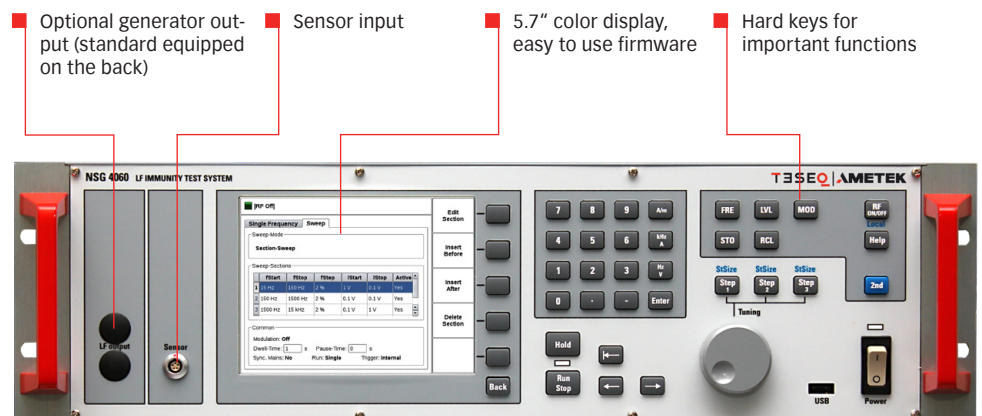 Optional generator out-
put (standard equipped
on the back)
Sensor input
5.7“ color display,
easy to use firmware
Hard keys for
important functions
NSG 4060 LF IMMUNITY TEST SYSTEM
TESEQ AMETEK
[RF Off]
Single Frequency Sweep
Sweep-Mode
Section-Sweep
Sweep-Sections
fStart fStop fStep lStart lStop Active
1 15 Hz 150 Hz 2 % 1 V 0.1 V Yes
2 150 Hz 1500 Hz 2 % 0.1 V 0.1 V Yes
3 1500 Hz 15 kHz 2 % 0.1 V 1 V Yes
Common
Modulation: Off
Dwell-Time: 1 s Pause-Time: 0 s
Sync. Mains: No Run: Single Trigger: Internal
Edit
Section
Insert
Before
Insert
After
Delete
Section
Back
LF output
Sensor
7 8 9
4 5 6 kHz
A
1 2 3 Hz
V
0 . - Enter
Hold
Run
Stop
FRE LVL MOD
STO RCL
RF
ON/OFF
Local
Help
2nd
StSize StSize StSize
Step
1
Step
2
Step
3
Tuning
USB
I
O
Power